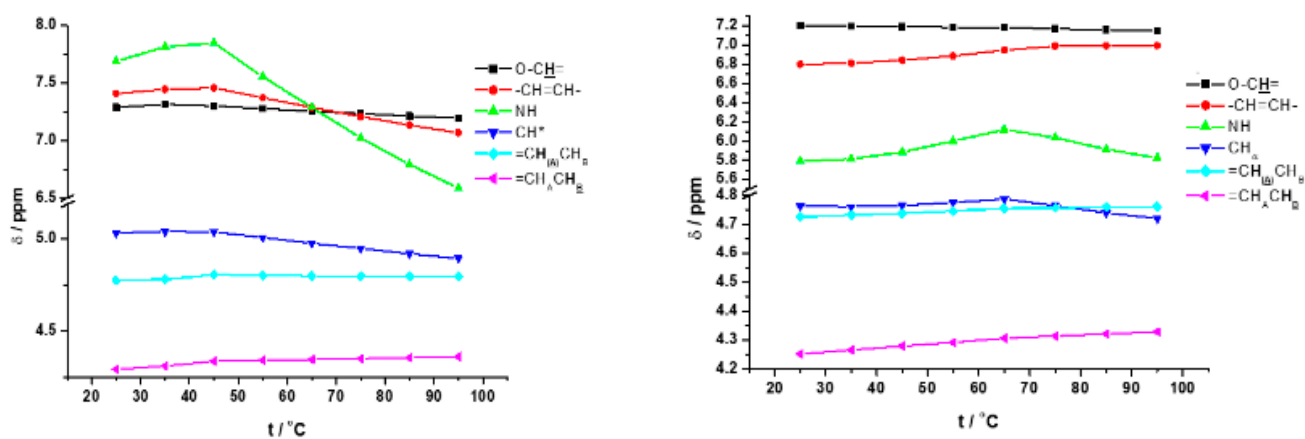 8.0
7.5
7.0
6.5
5.0
4.5
δ / ppm
20 30 40 50 60 70 80 90 100
t / °C
O-CH=
-CH=CH-
NH
CH*
=CH(A)CHB
=CHACHB
7.2
7.0
6.8
6.6
6.4
6.2
6.0
5.8
5.6
4.8
4.7
4.6
4.5
4.4
4.3
4.2
δ / ppm
20 30 40 50 60 70 80 90 100
t / °C
O-CH=
-CH=CH-
NH
CHα
=CH(A)CHB
=CHACHB